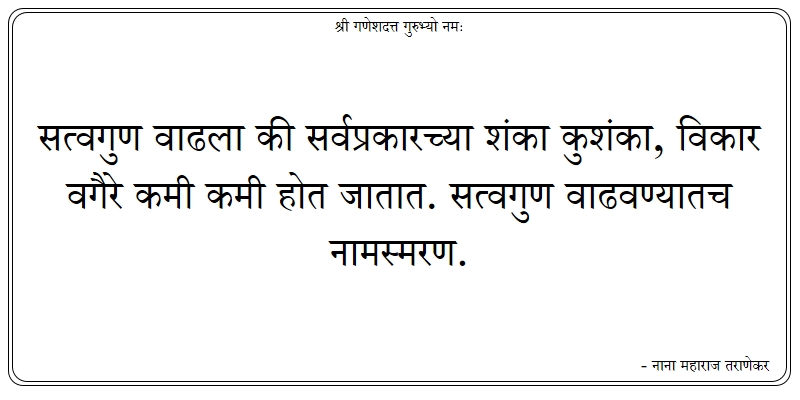 श्री गणेशदत्त गुरुभ्यो नमः
सत्वगुण वाढला की सर्वप्रकारच्या शंका कुशंका, विकार
वगैरे कमी कमी होत जातात. सत्वगुण वाढवण्यातच
नामस्मरण.
- नाना महाराज तराणेकर